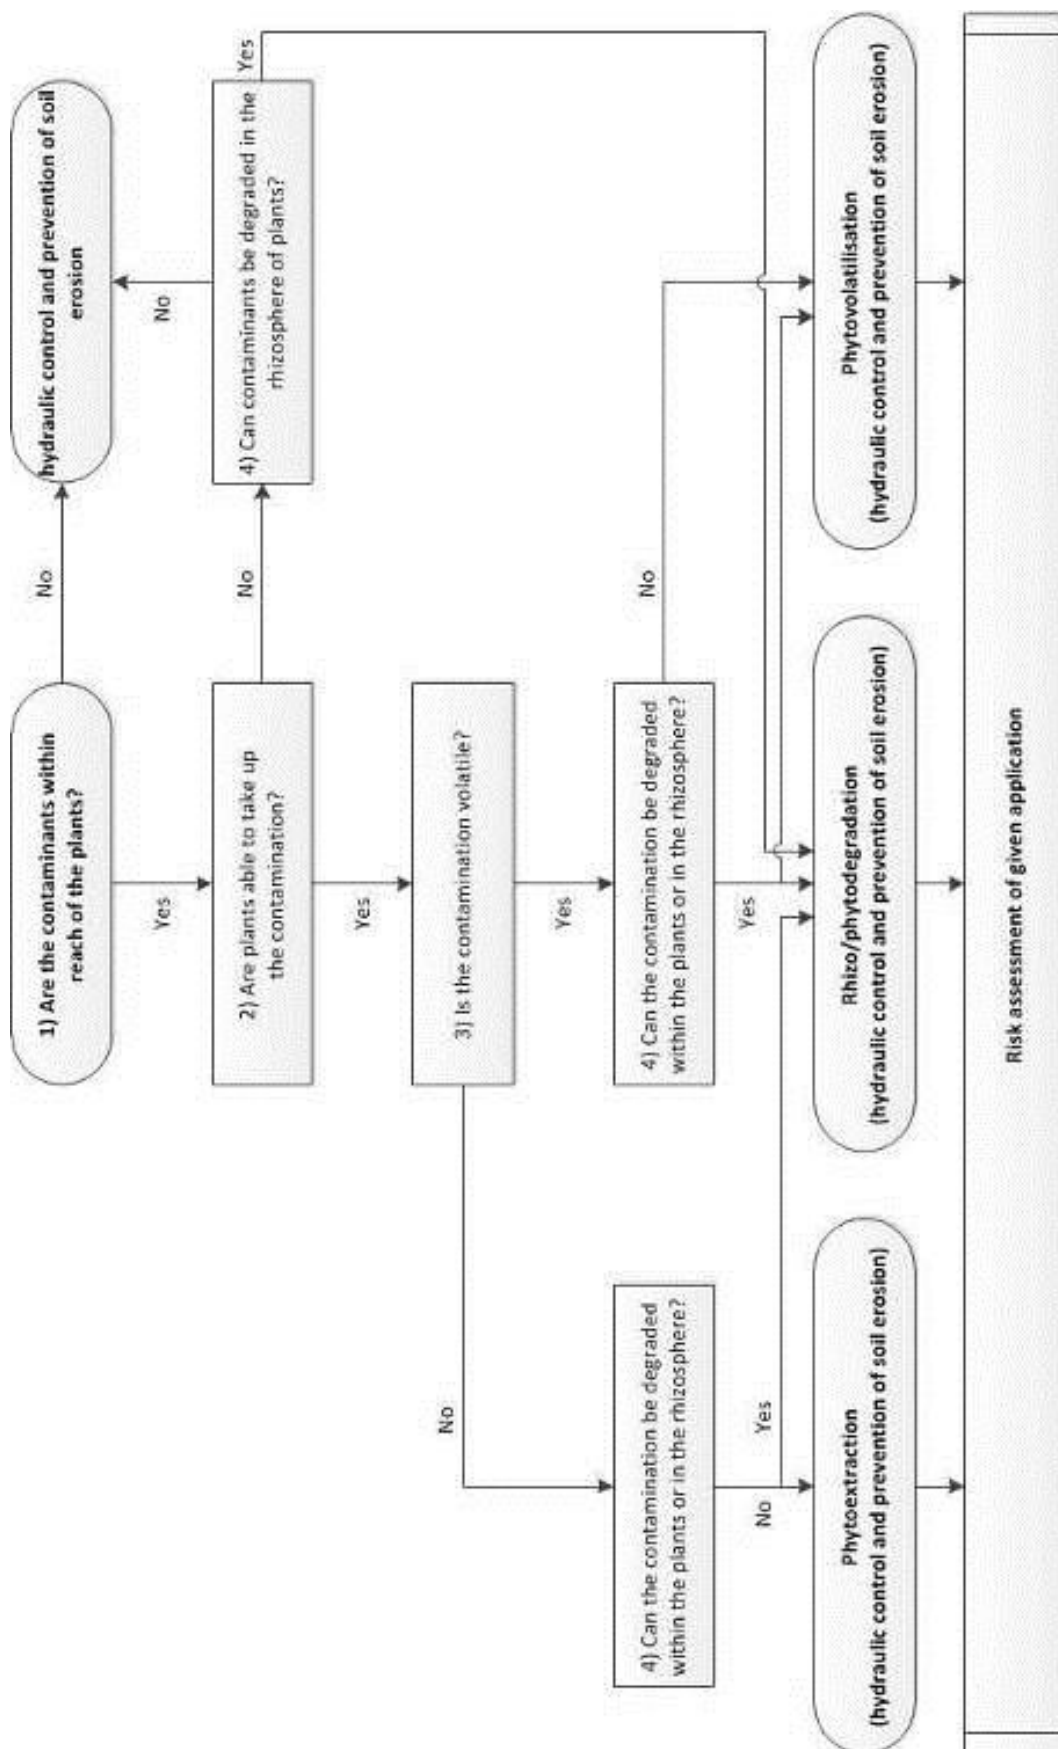 1) Are the contaminants within
reach of the plants?
No
hydraulic control and prevention of soil
erosion
Yes
No
2) Are plants able to take up
the contamination?
No
4) Can contaminants be degraded in the
rhizosphere of plants?
Yes
Yes
3) Is the contamination volatile?
No
Yes
4) Can the contamination be degraded
within the plants or in the rhizosphere?
4) Can the contamination be degraded
within the plants or in the rhizosphere?
No
No
Yes
Yes
Phytoextraction
(hydraulic control and prevention of soil erosion)
Rhizo/phytodegradation
(hydraulic control and prevention of soil erosion)
Phytovolatilisation
(hydraulic control and prevention of soil erosion)
Risk assessment of given application